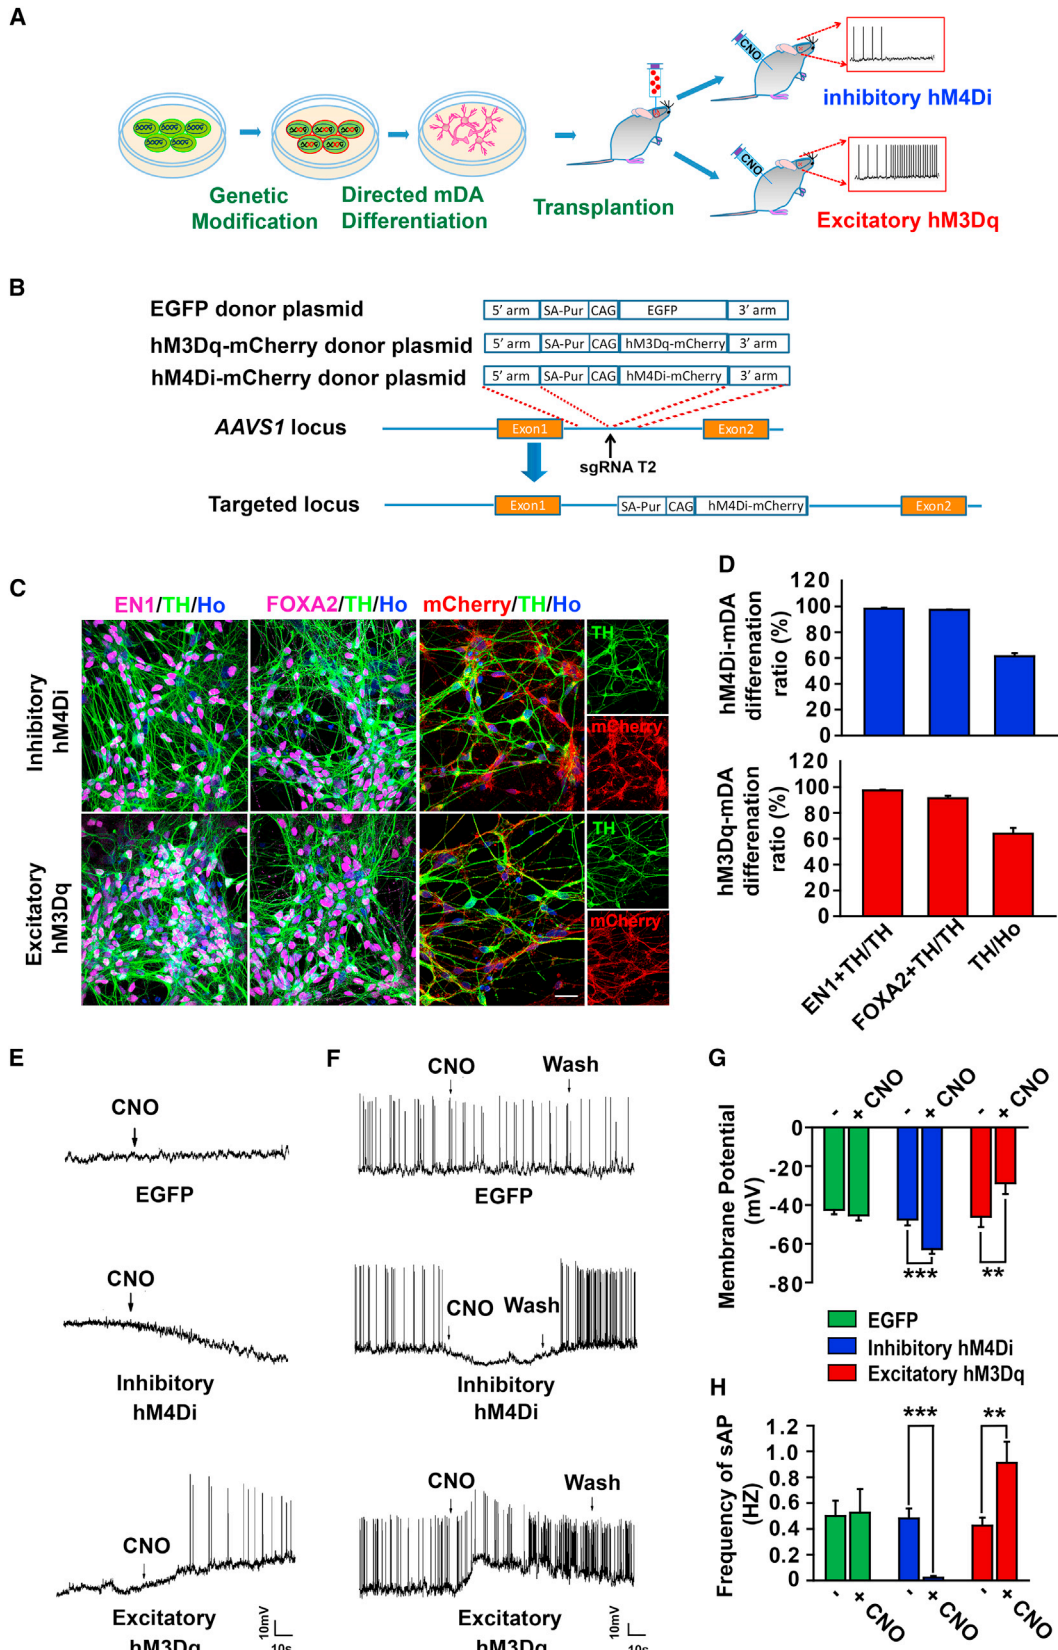 A
CNO
inhibitory hM4Di
CNO
Excitatory hM3Dq
Genetic
Modification
Directed mDA
Differentiation
Transplantion
B
EGFP donor plasmid
5' arm SA-Pur CAG EGFP 3' arm
hM3Dq-mCherry donor plasmid
5' arm SA-Pur CAG hM3Dq-mCherry 3' arm
hM4Di-mCherry donor plasmid
5' arm SA-Pur CAG hM4Di-mCherry 3' arm
AAVS1 locus
Exon1 Exon2
sgRNA T2
Targeted locus
Exon1 SA-Pur CAG hM4Di-mCherry Exon2
C
EN1/TH/Ho FOXA2/TH/Ho mCherry/TH/Ho
Inhibitory
hM4Di
TH
mCherry
Excitatory
hM3Dq
TH
mCherry
D
hM4Di-mDA
differenation
ratio (%)
120
100
80
60
40
20
0
hM3Dq-mDA
differenation
ratio (%)
120
100
80
60
40
20
0
EN1+TH/TH
FOXA2+TH/TH
TH/Ho
E
CNO
EGFP
CNO
Inhibitory
hM4Di
CNO
Excitatory
hM3Dq
10mV
10s
F
CNO Wash
EGFP
CNO Wash
Inhibitory
hM4Di
CNO Wash
Excitatory
hM3Dq
10mV
10s
G
- + CNO - + CNO - + CNO
Membrane Potential
(mV)
0
-20
-40
-60
-80
*** **
EGFP
Inhibitory hM4Di
Excitatory hM3Dq
H
Frequency of sAP
(HZ)
*** **
1.2
1.0
0.8
0.6
0.4
0.2
0
- + CNO - + CNO - + CNO